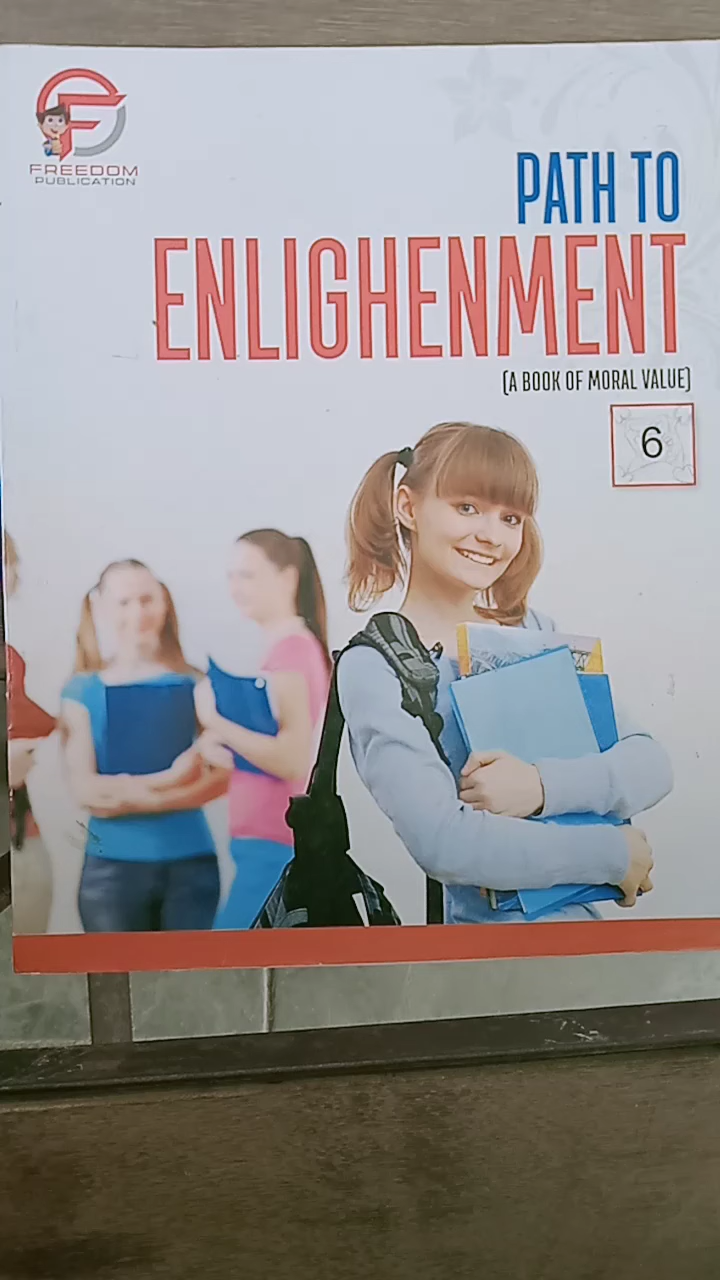 FREEDOM
PUBLICATION
PATH TO
ENLIGHENMENT
(A BOOK OF MORAL VALUE)
6